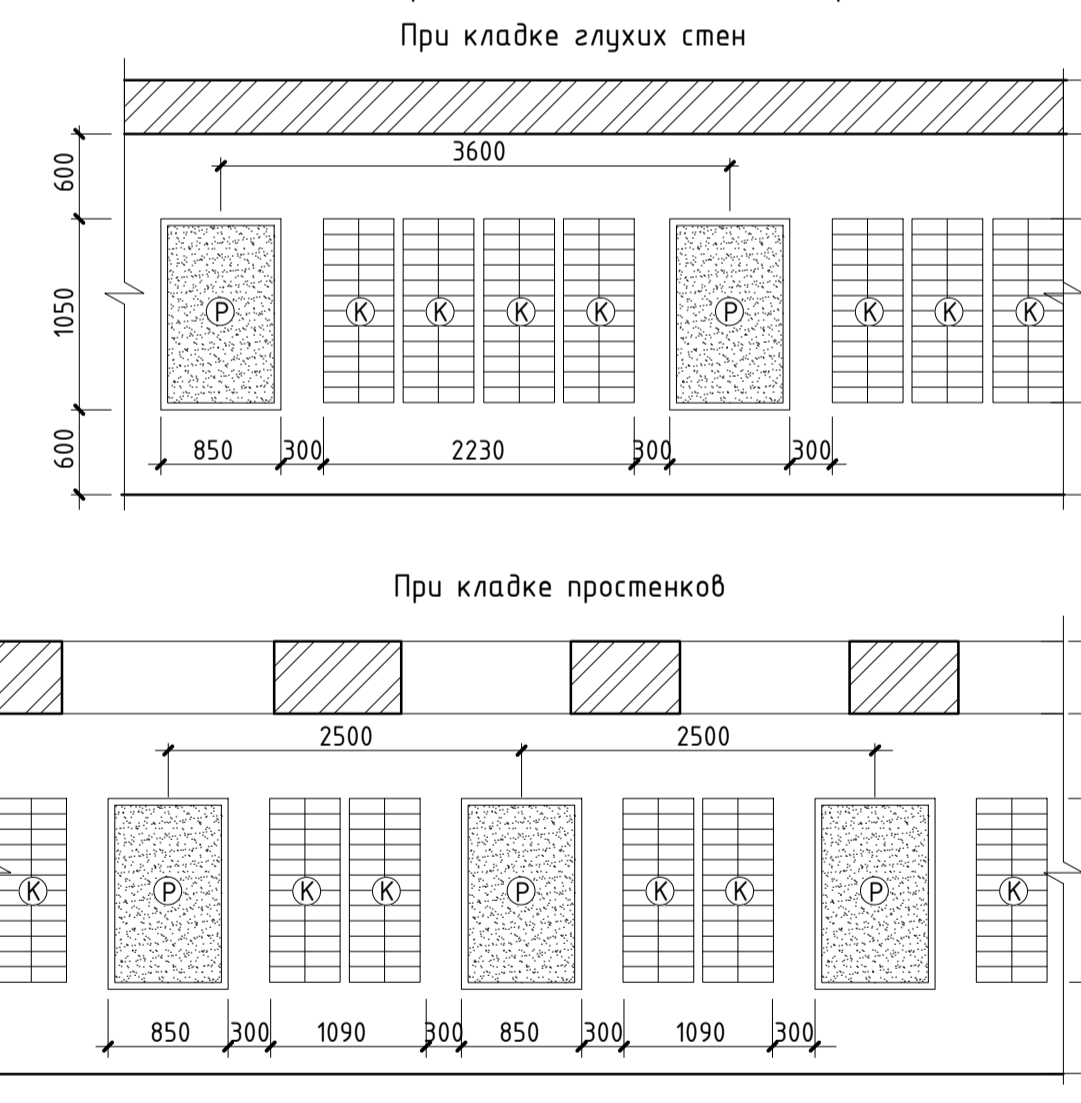 При кладке глухих стен
3600
600
1050
600
Р К К К К Р К К К
850 300 2230 300 300
При кладке простенков
2500 2500
К Р К К Р К К Р К
850 300 1090 300 850 300 1090 300